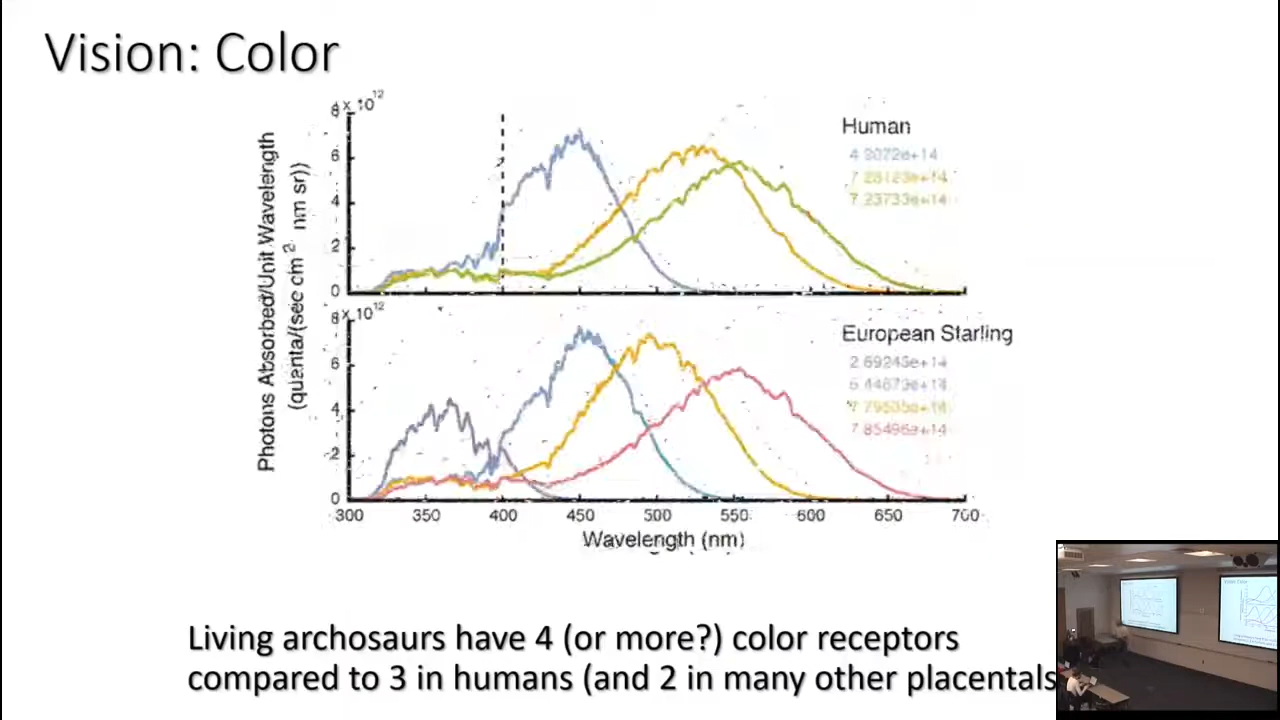 Vision: Color
8 x 10¹²
6
4
2
0
Photons Absorbed/Unit Wavelength
(quanta/(sec cm² nm sr))
Human
8 x 10¹²
6
4
2
0
European Starling
300 350 400 450 500 550 600 650 700
Wavelength (nm)
Living archosaurs have 4 (or more?) color receptors
compared to 3 in humans (and 2 in many other placentals